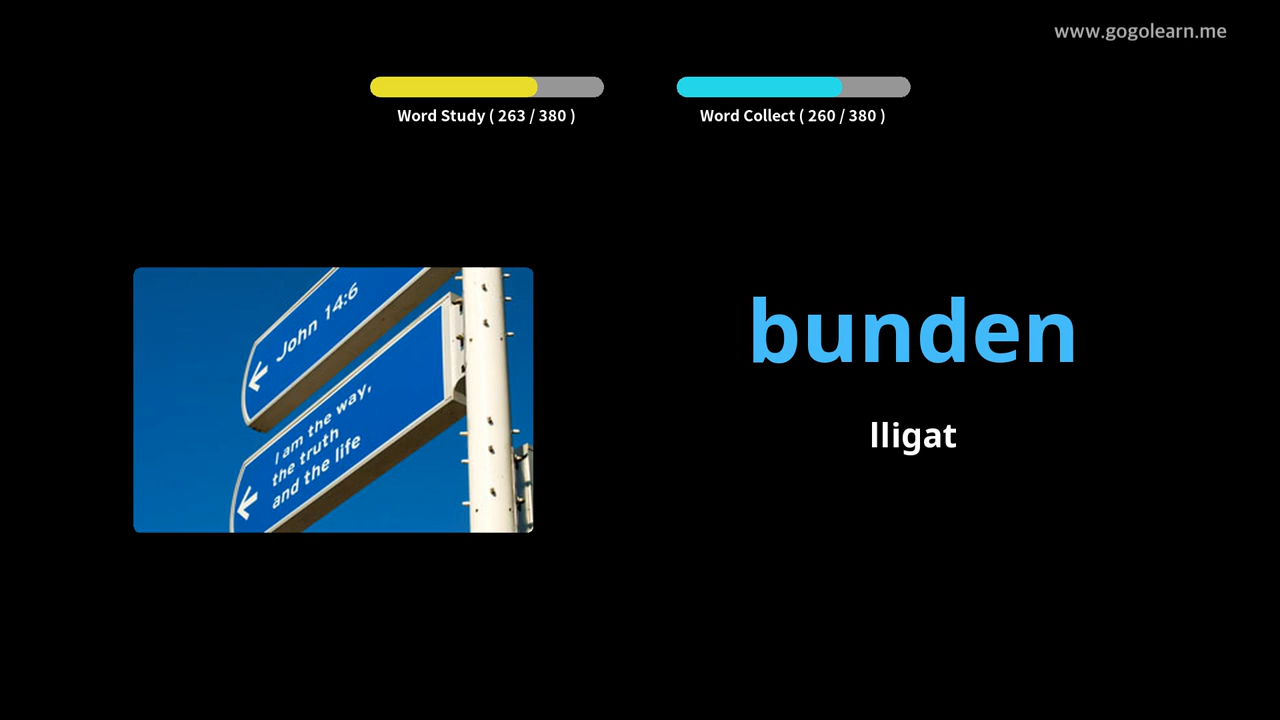 www.gogolearn.me
Word Study ( 263 / 380 )
Word Collect ( 260 / 380 )
John 14:6
I am the way,
the truth
and the life
bunden
lligat